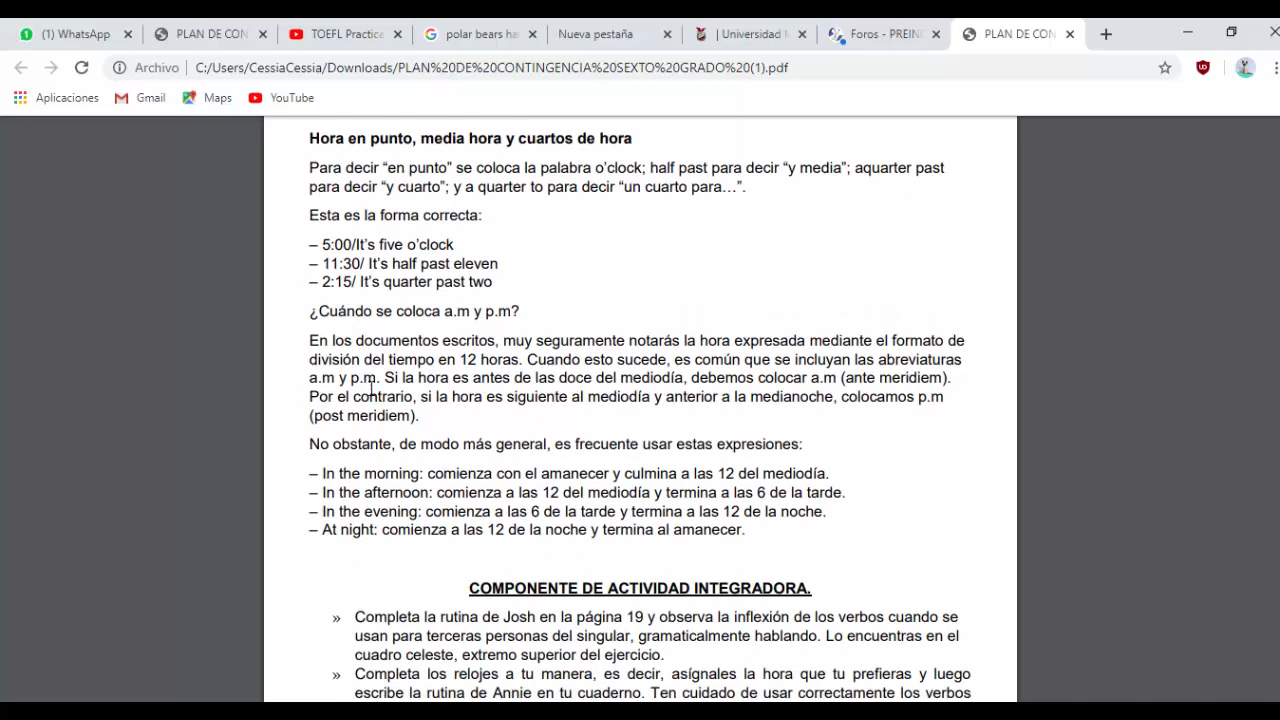 (1) WhatsApp
PLAN DE CON
TOEFL Practice
polar bears ha
Nueva pestaña
| Universidad M
Foros - PREIN
PLAN DE CON
Archivo
C:/Users/CessiaCessia/Downloads/PLAN%20DE%20CONTINGENCIA%20SEXTO%20GRADO%20(1).pdf
Aplicaciones
Gmail
Maps
YouTube
Hora en punto, media hora y cuartos de hora
Para decir “en punto” se coloca la palabra o’clock; half past para decir “y media”; aquarter past
para decir “y cuarto”; y a quarter to para decir “un cuarto para…”.
Esta es la forma correcta:
– 5:00/It’s five o’clock
– 11:30/ It’s half past eleven
– 2:15/ It’s quarter past two
¿Cuándo se coloca a.m y p.m?
En los documentos escritos, muy seguramente notarás la hora expresada mediante el formato de
división del tiempo en 12 horas. Cuando esto sucede, es común que se incluyan las abreviaturas
a.m y p.m. Si la hora es antes de las doce del mediodía, debemos colocar a.m (ante meridiem).
Por el contrario, si la hora es siguiente al mediodía y anterior a la medianoche, colocamos p.m
(post meridiem).
No obstante, de modo más general, es frecuente usar estas expresiones:
– In the morning: comienza con el amanecer y culmina a las 12 del mediodía.
– In the afternoon: comienza a las 12 del mediodía y termina a las 6 de la tarde.
– In the evening: comienza a las 6 de la tarde y termina a las 12 de la noche.
– At night: comienza a las 12 de la noche y termina al amanecer.
COMPONENTE DE ACTIVIDAD INTEGRADORA.
» Completa la rutina de Josh en la página 19 y observa la inflexión de los verbos cuando se
usan para terceras personas del singular, gramaticalmente hablando. Lo encuentras en el
cuadro celeste, extremo superior del ejercicio.
» Completa los relojes a tu manera, es decir, asígnales la hora que tu prefieras y luego
escribe la rutina de Annie en tu cuaderno. Ten cuidado de usar correctamente los verbos